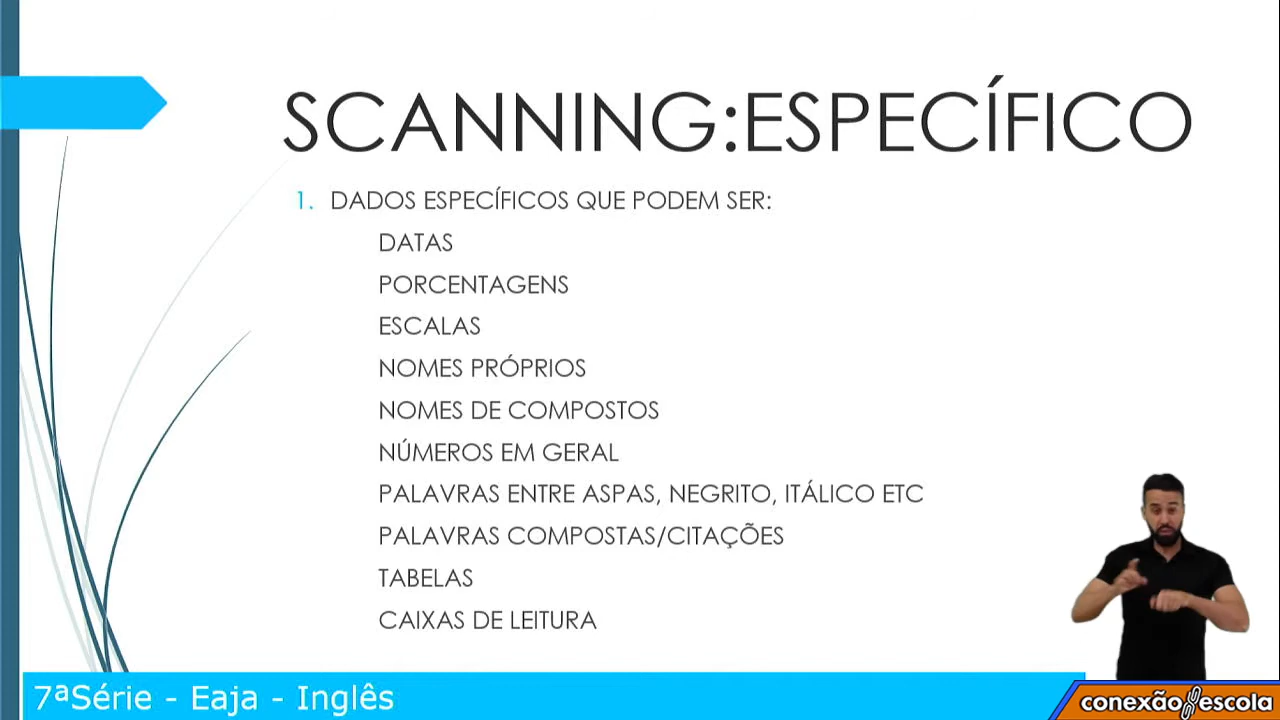 SCANNING:ESPECÍFICO
1. DADOS ESPECÍFICOS QUE PODEM SER:
DATAS
PORCENTAGENS
ESCALAS
NOMES PRÓPRIOS
NOMES DE COMPOSTOS
NÚMEROS EM GERAL
PALAVRAS ENTRE ASPAS, NEGRITO, ITÁLICO ETC
PALAVRAS COMPOSTAS/CITAÇÕES
TABELAS
CAIXAS DE LEITURA
7ªSérie - Eaja - Inglês
conexão escola